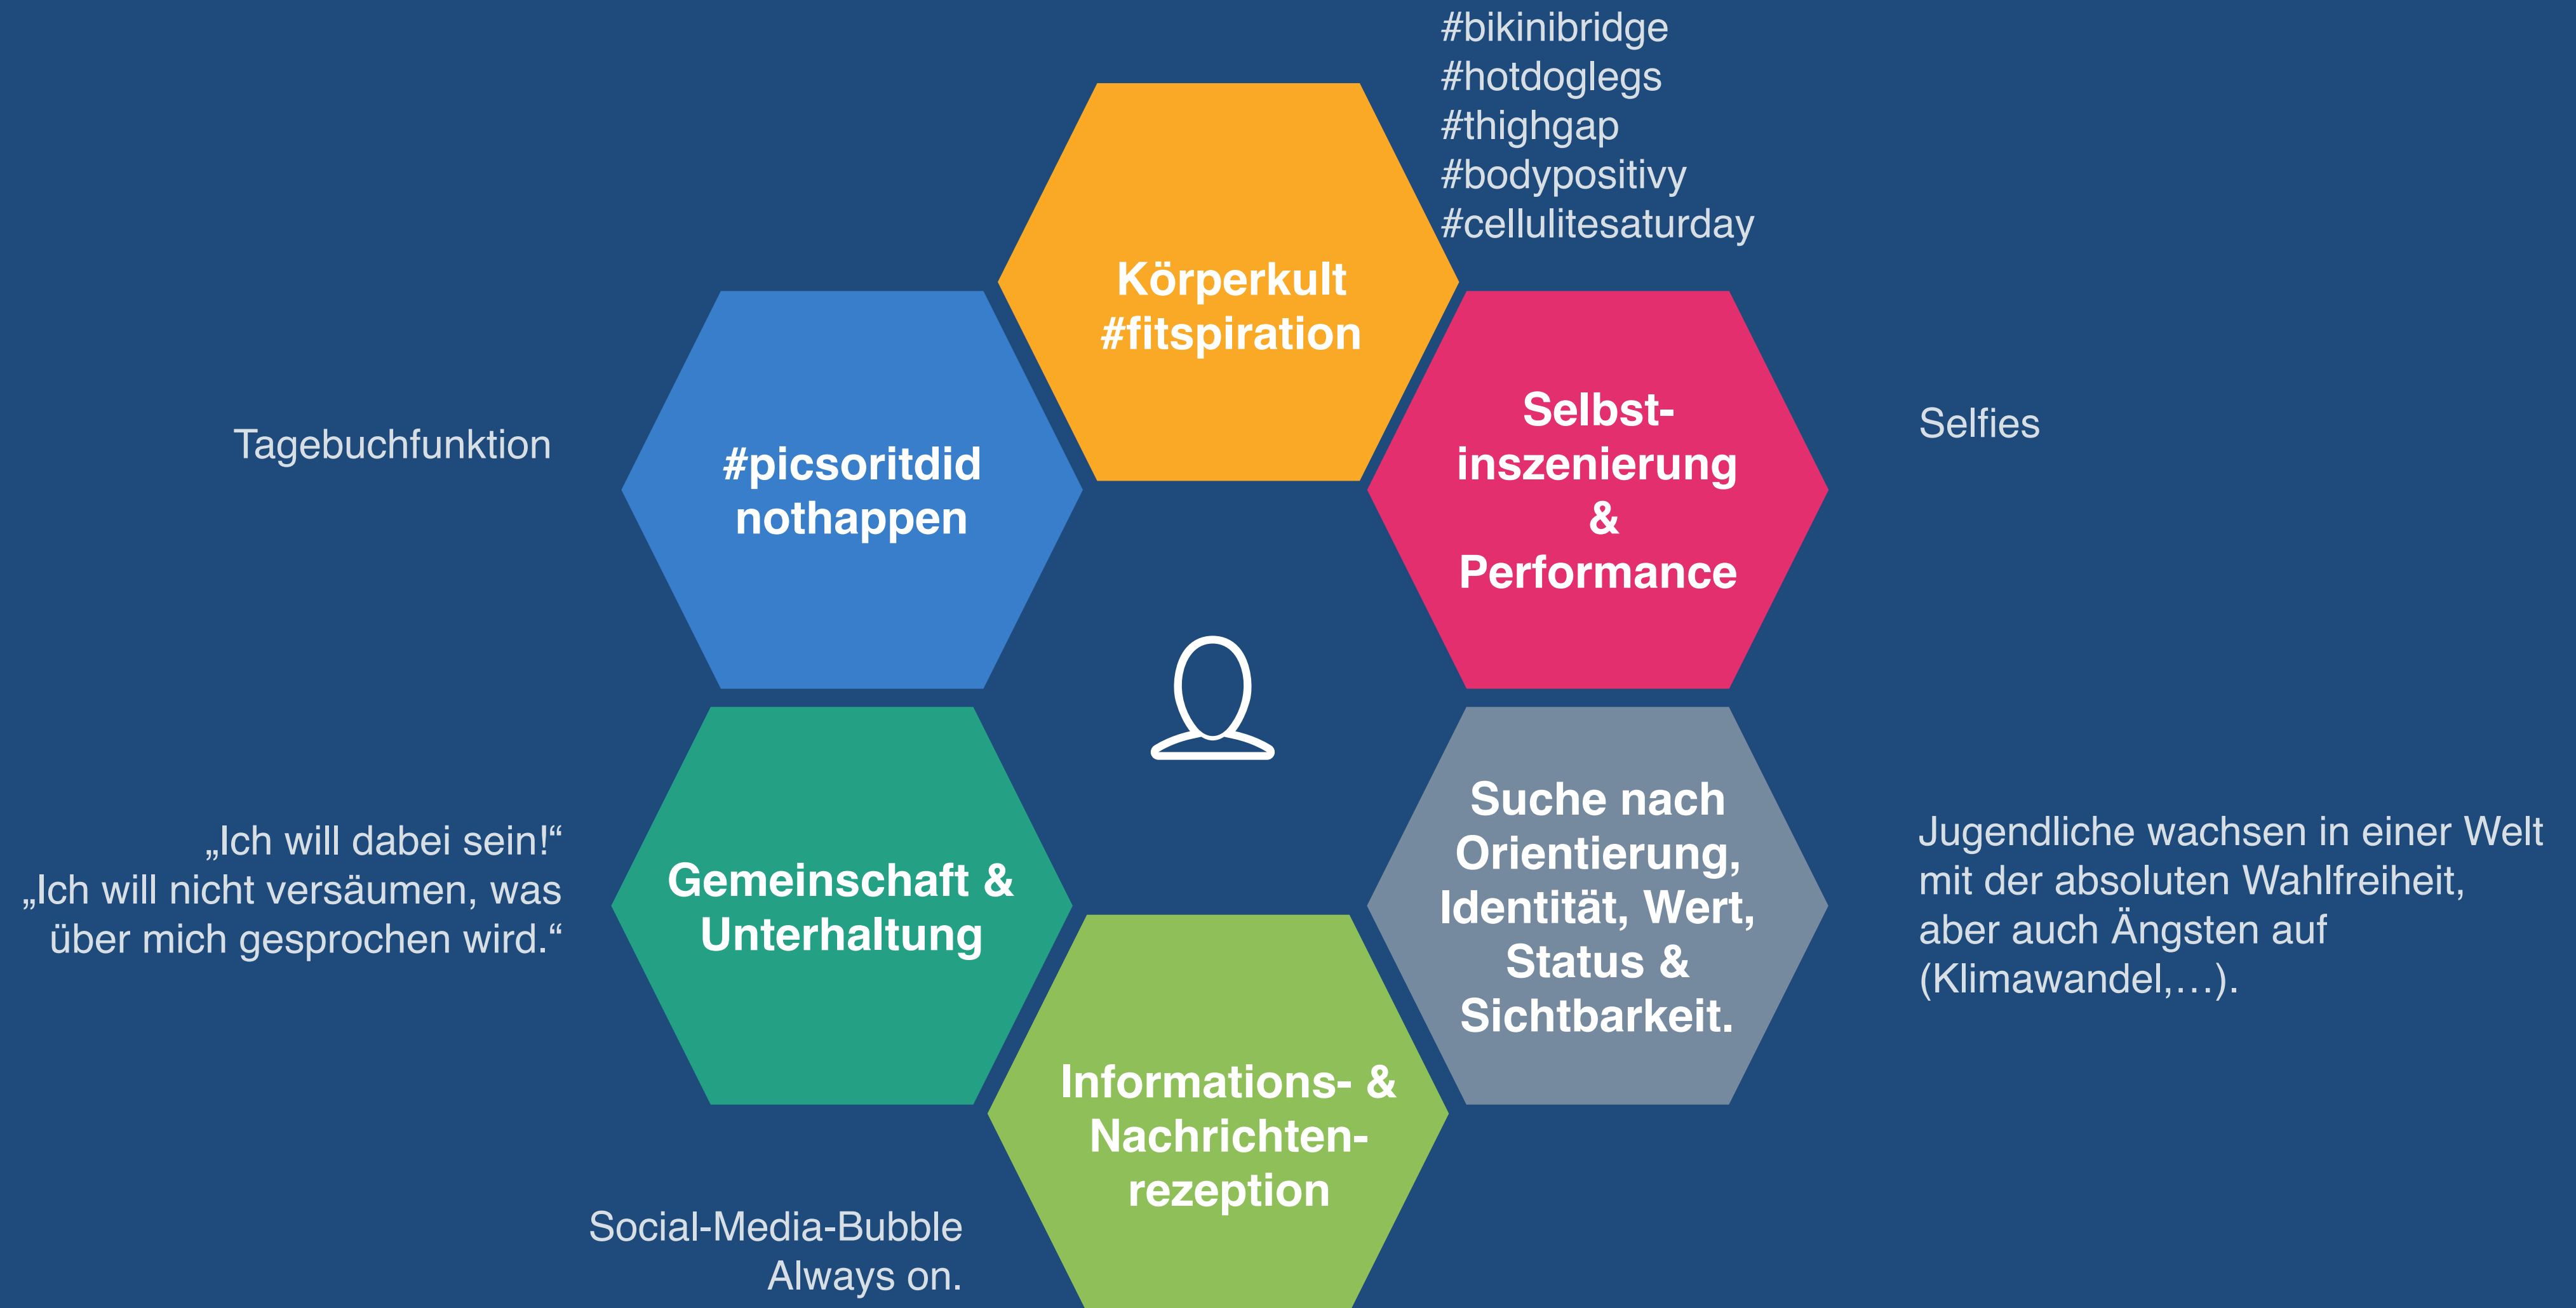 #bikinibridge
#hotdoglegs
#thighgap
#bodypositivy
#cellulitesaturday
Körperkult
#fitspiration
Selbst-
inszenierung
&
Performance
Selfies
Tagebuchfunktion
#picsoritdid
nothappen
Suche nach
Orientierung,
Identität, Wert,
Status &
Sichtbarkeit.
Jugendliche wachsen in einer Welt
mit der absoluten Wahlfreiheit,
aber auch Ängsten auf
(Klimawandel,…).
„Ich will dabei sein!“
„Ich will nicht versäumen, was
über mich gesprochen wird.“
Gemeinschaft &
Unterhaltung
Informations- &
Nachrichten-
rezeption
Social-Media-Bubble
Always on.